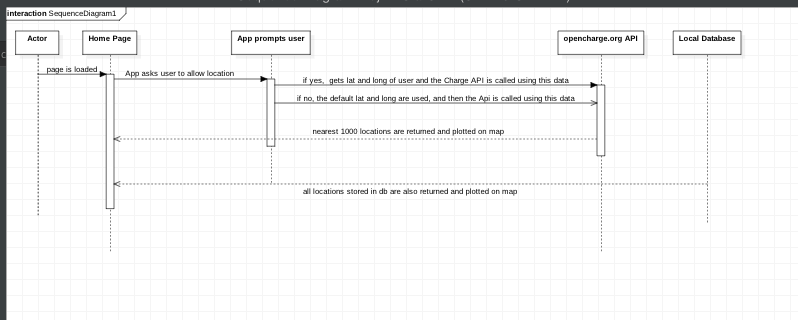 interaction SequenceDiagram1
Actor
Home Page
App prompts user
opencharge.org API
Local Database
page is loaded
App asks user to allow location
if yes, gets lat and long of user and the Charge API is called using this data
if no, the default lat and long are used, and then the Api is called using this data
nearest 1000 locations are returned and plotted on map
all locations stored in db are also returned and plotted on map